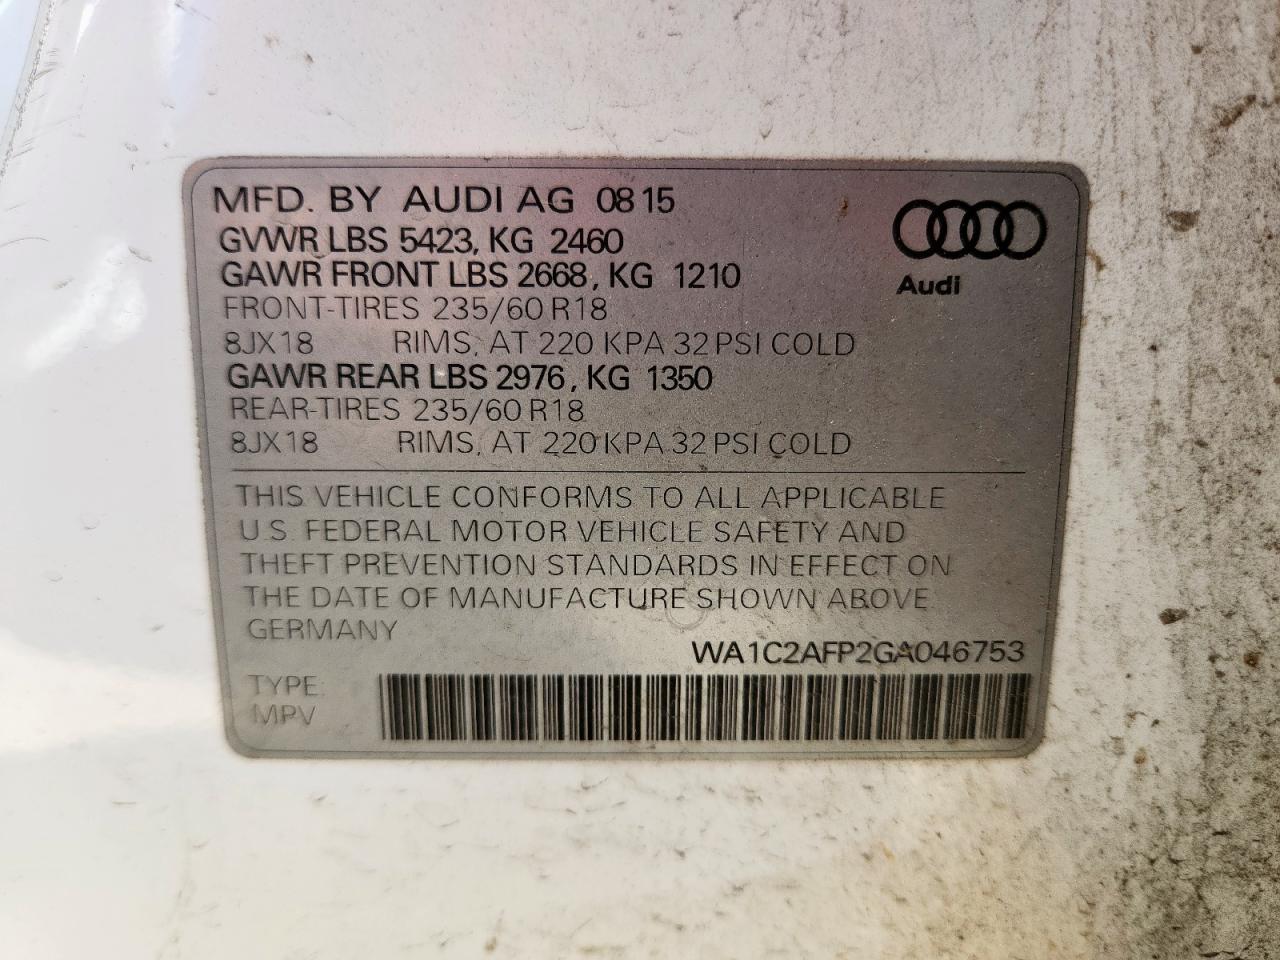 MFD. BY AUDI AG 08 15
GVWR LBS 5423, KG 2460
GAWR FRONT LBS 2668, KG 1210
FRONT-TIRES 235/60 R18
8JX18 RIMS, AT 220 KPA 32 PSI COLD
GAWR REAR LBS 2976, KG 1350
REAR-TIRES 235/60 R18
8JX18 RIMS, AT 220 KPA 32 PSI COLD
Audi
THIS VEHICLE CONFORMS TO ALL APPLICABLE
U.S. FEDERAL MOTOR VEHICLE SAFETY AND
THEFT PREVENTION STANDARDS IN EFFECT ON
THE DATE OF MANUFACTURE SHOWN ABOVE
GERMANY
WA1C2AFP2GA046753
TYPE:
MPV